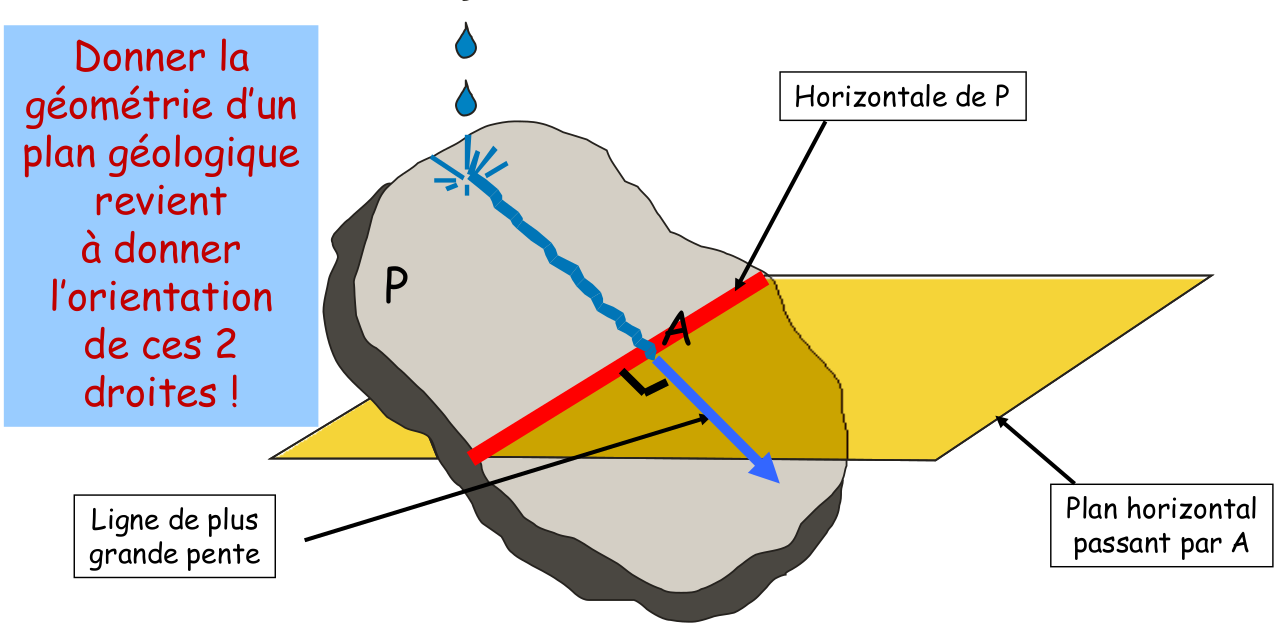 Donner la
géométrie d'un
plan géologique
revient
à donner
l'orientation
de ces 2
droites !
Horizontale de P
P
A
Ligne de plus
grande pente
Plan horizontal
passant par A